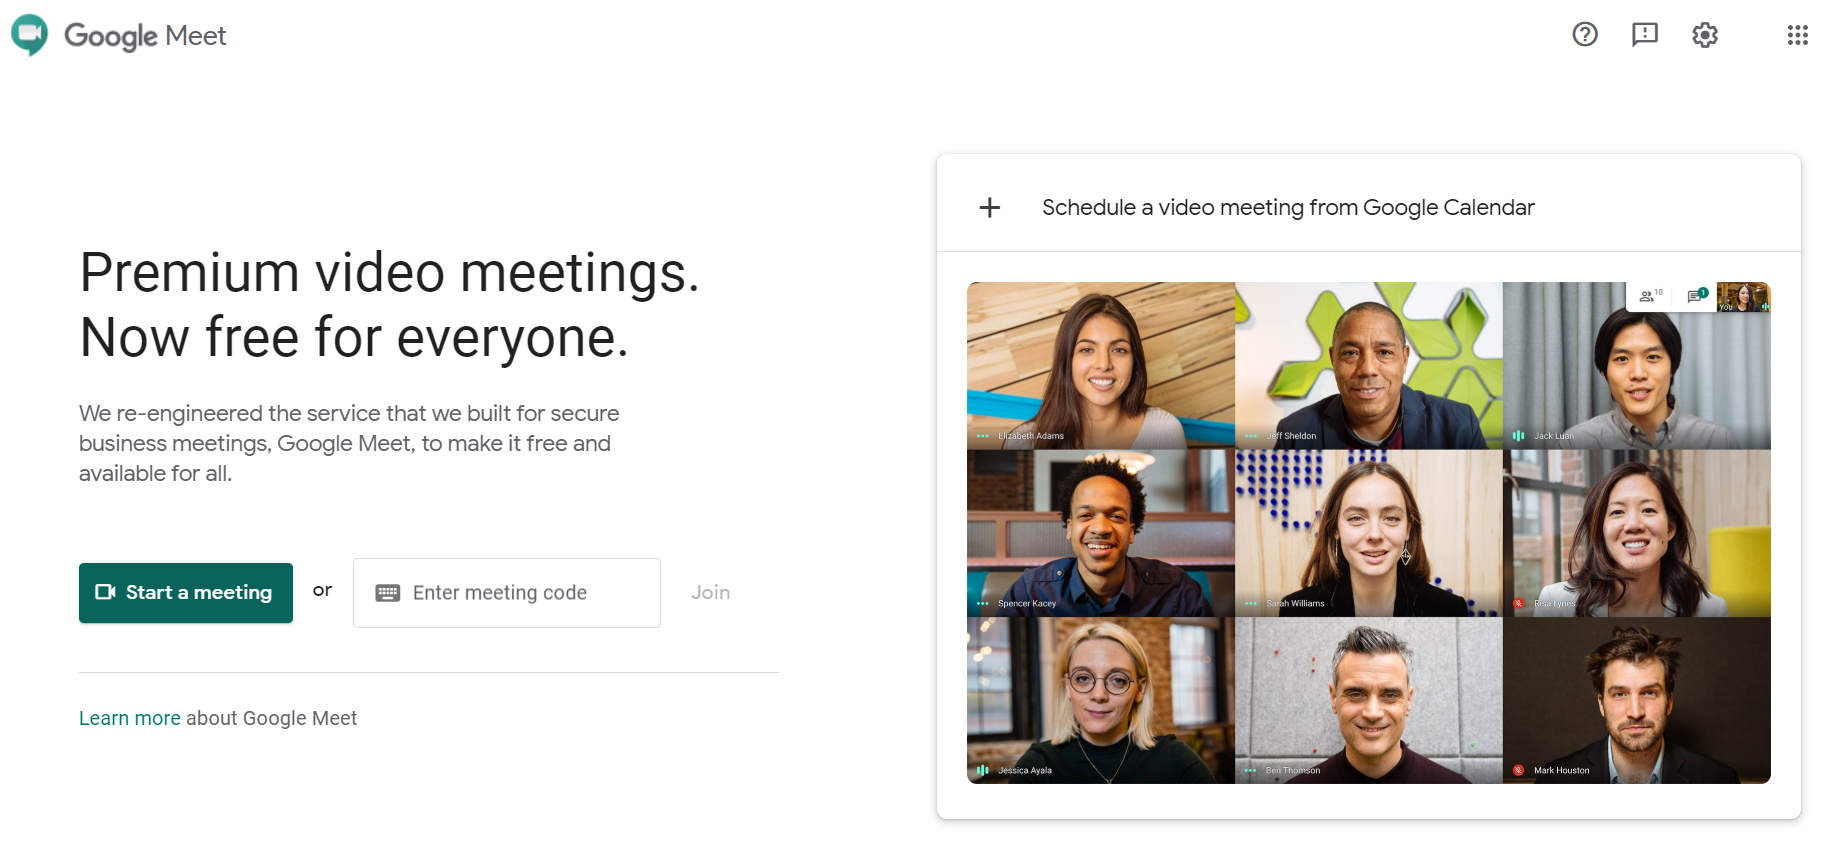 Google Meet
Schedule a video meeting from Google Calendar
Premium video meetings.
Now free for everyone.
We re-engineered the service that we built for secure
business meetings, Google Meet, to make it free and
available for all.
Start a meeting
or
Enter meeting code
Join
Learn more about Google Meet
10
1
You
Elizabeth Adams
Jeff Sheldon
Jack Luan
Spencer Kacey
Sarah Williams
Risa Lynes
Jessica Ayala
Ben Thomson
Mark Houston